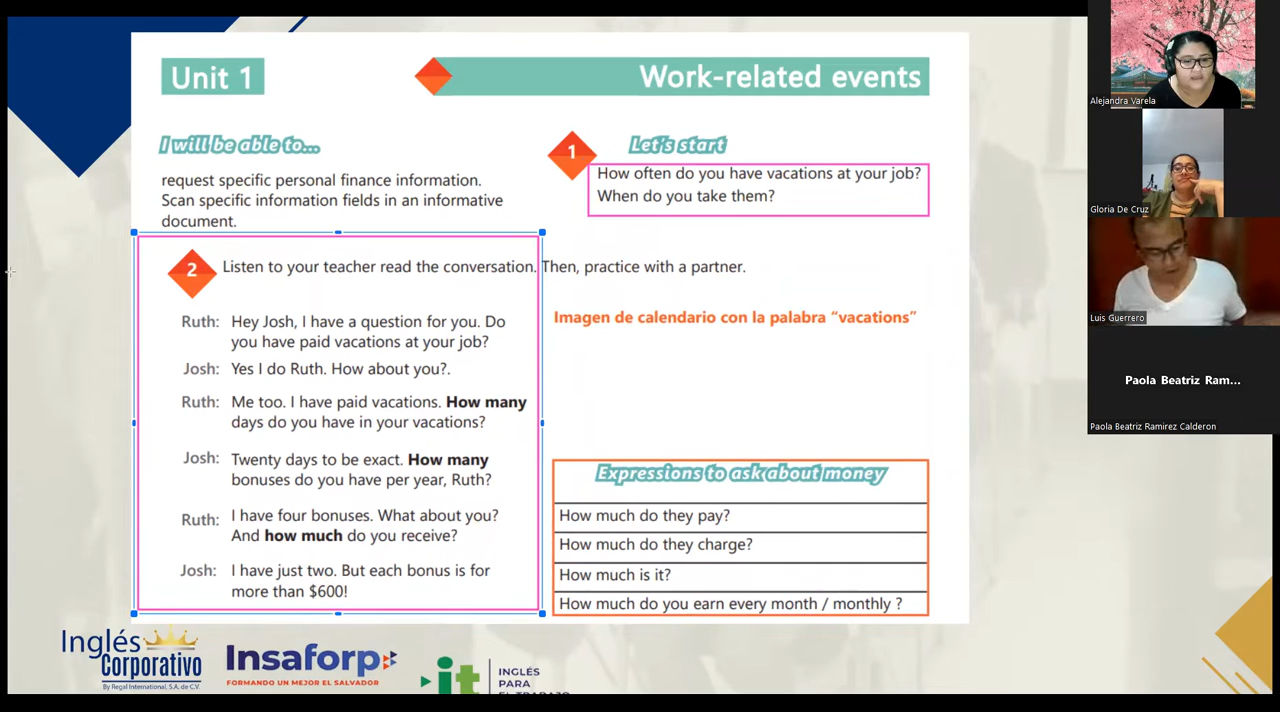 Unit 1
Work-related events
I will be able to...
request specific personal finance information.
Scan specific information fields in an informative
document.
1
Let's start
How often do you have vacations at your job?
When do you take them?
2
Listen to your teacher read the conversation. Then, practice with a partner.
Ruth: Hey Josh, I have a question for you. Do
you have paid vacations at your job?
Josh: Yes I do Ruth. How about you?.
Ruth: Me too. I have paid vacations. How many
days do you have in your vacations?
Josh: Twenty days to be exact. How many
bonuses do you have per year, Ruth?
Ruth: I have four bonuses. What about you?
And how much do you receive?
Josh: I have just two. But each bonus is for
more than $600!
Imagen de calendario con la palabra “vacations”
Expressions to ask about money
How much do they pay?
How much do they charge?
How much is it?
How much do you earn every month / monthly ?
Inglés
Corporativo
By Regal International, S.A. de C.V.
Insaforp
FORMANDO UN MEJOR EL SALVADOR
it
INGLÉS
PARA
EL TRABAJO
Alejandra Varela
Gloria De Cruz
Luis Guerrero
Paola Beatriz Ram...
Paola Beatriz Ramirez Calderon